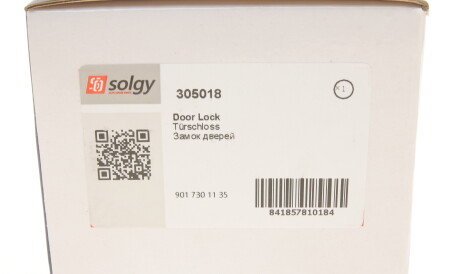 solgy
305018
×1
Door Lock
Türschloss
Замок дверей
901 730 11 35
841857810184